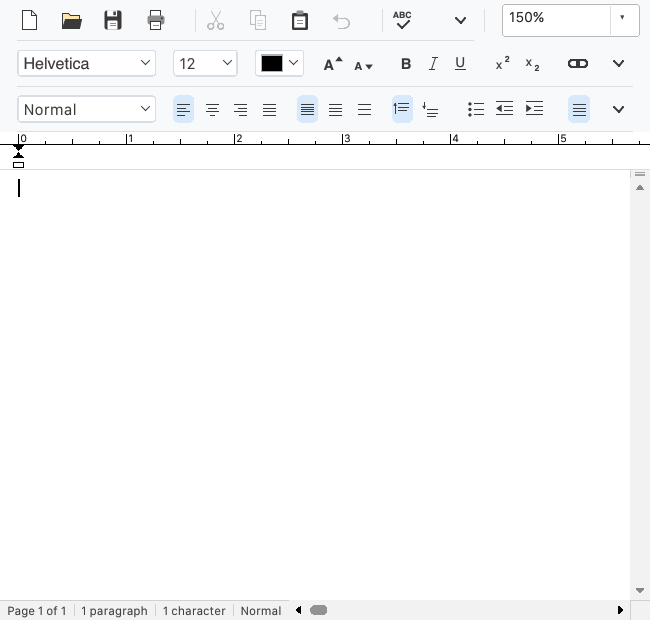 ABC
150%
Helvetica 12 A A B I U x² x₂
Normal
0 1 2 3 4 5
Page 1 of 1 1 paragraph 1 character Normal